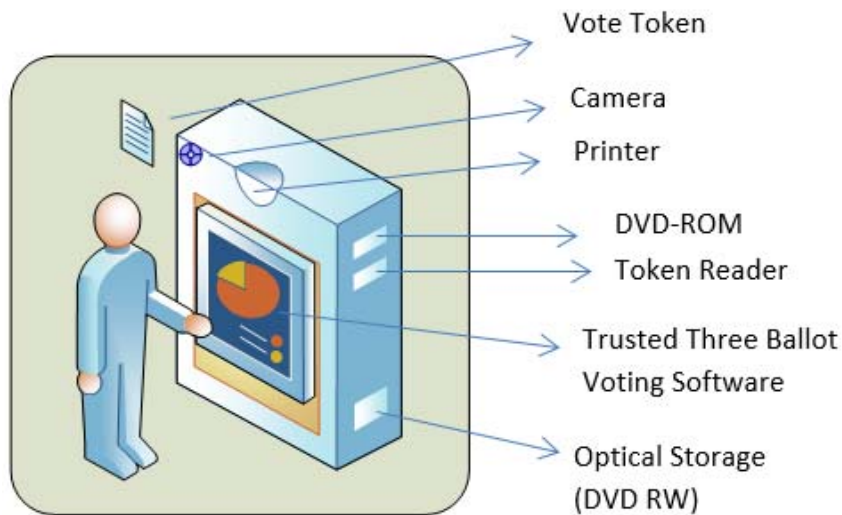 Vote Token
Camera
Printer
DVD-ROM
Token Reader
Trusted Three Ballot
Voting Software
Optical Storage
(DVD RW)